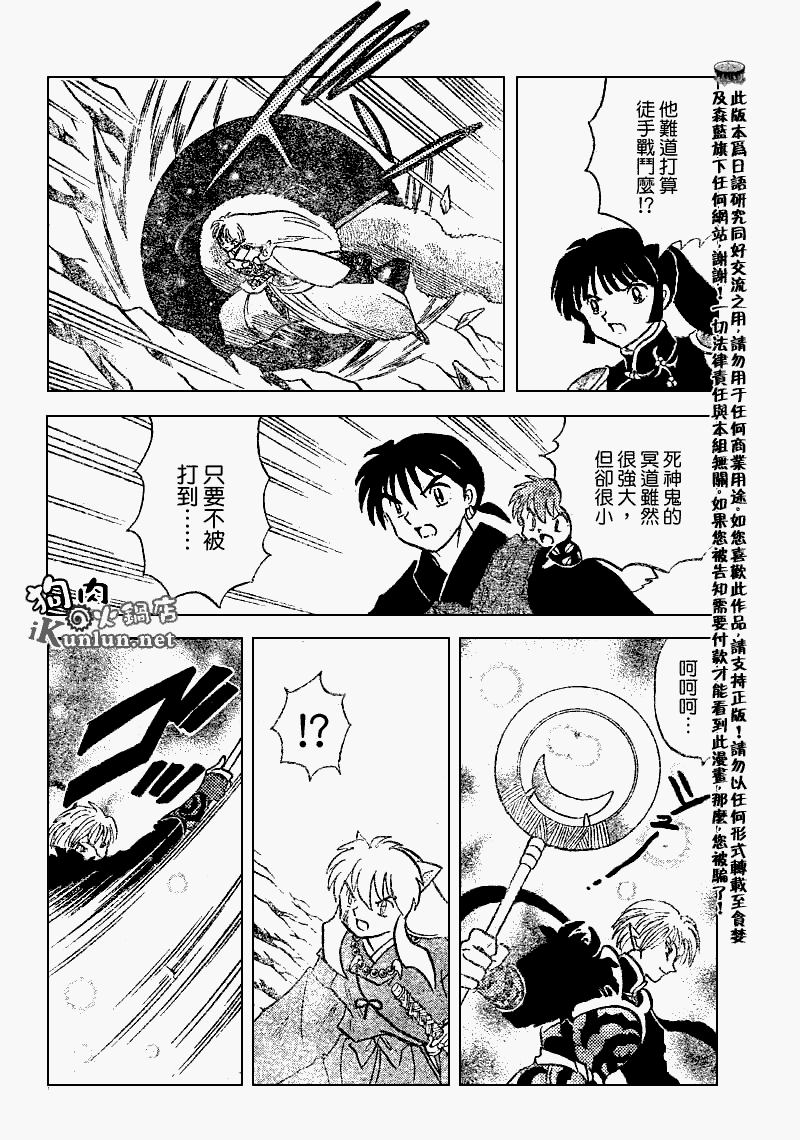 他難道打算
徒手戰鬥麼!?
死神鬼的
冥道雖然
很強大，
但卻很小
只要不被
打到……
呵呵呵…
!?
此版本爲日語研究同好交流之用，請勿用于任何商業用途。如您喜歡此作品，請支持正版！請勿以任何形式轉載至貪婪
及森藍旗下任何網站，謝謝！一切法律責任與本組無關。如果您被告知需要付款才能看到此漫畫，那麼，您被騙了！
狗肉火鍋店
iKunlun.net